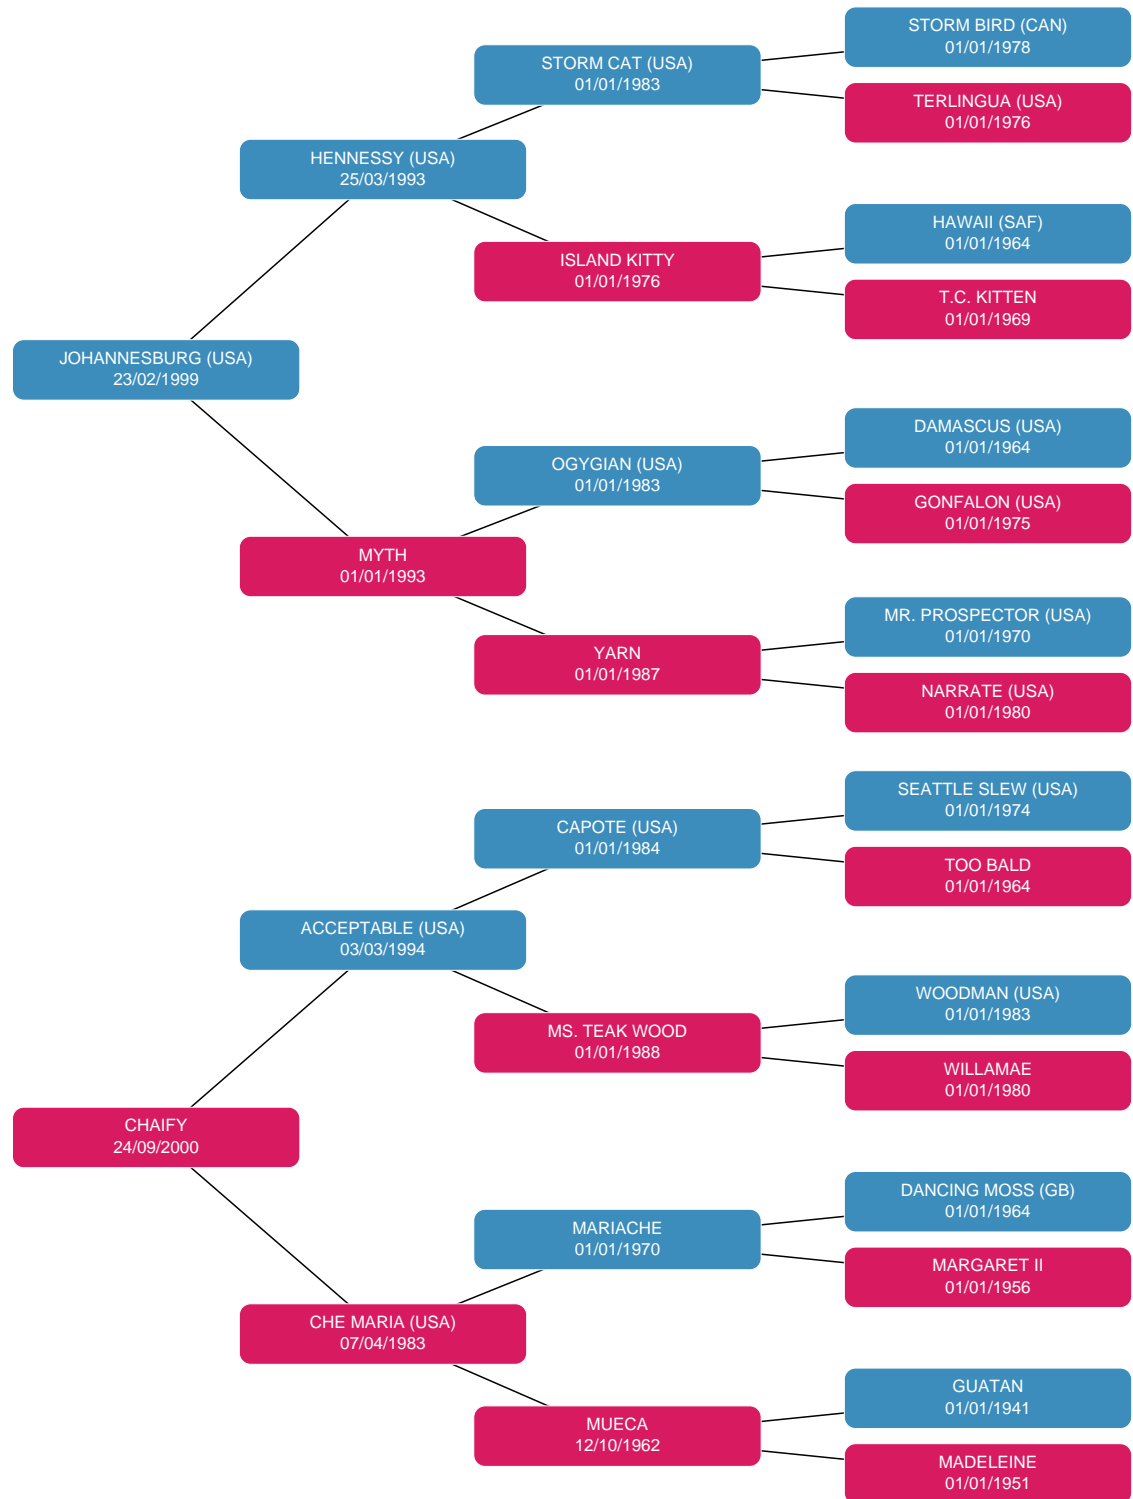 STORM BIRD (CAN)
01/01/1978
STORM CAT (USA)
01/01/1983
TERLINGUA (USA)
01/01/1976
HENNESSY (USA)
25/03/1993
HAWAII (SAF)
01/01/1964
ISLAND KITTY
01/01/1976
T.C. KITTEN
01/01/1969
JOHANNESBURG (USA)
23/02/1999
DAMASCUS (USA)
01/01/1964
OGYGIAN (USA)
01/01/1983
GONFALON (USA)
01/01/1975
MYTH
01/01/1993
MR. PROSPECTOR (USA)
01/01/1970
YARN
01/01/1987
NARRATE (USA)
01/01/1980
SEATTLE SLEW (USA)
01/01/1974
CAPOTE (USA)
01/01/1984
TOO BALD
01/01/1964
ACCEPTABLE (USA)
03/03/1994
WOODMAN (USA)
01/01/1983
MS. TEAK WOOD
01/01/1988
WILLAMAE
01/01/1980
CHAIFY
24/09/2000
DANCING MOSS (GB)
01/01/1964
MARIACHE
01/01/1970
MARGARET II
01/01/1956
CHE MARIA (USA)
07/04/1983
GUATAN
01/01/1941
MUECA
12/10/1962
MADELEINE
01/01/1951